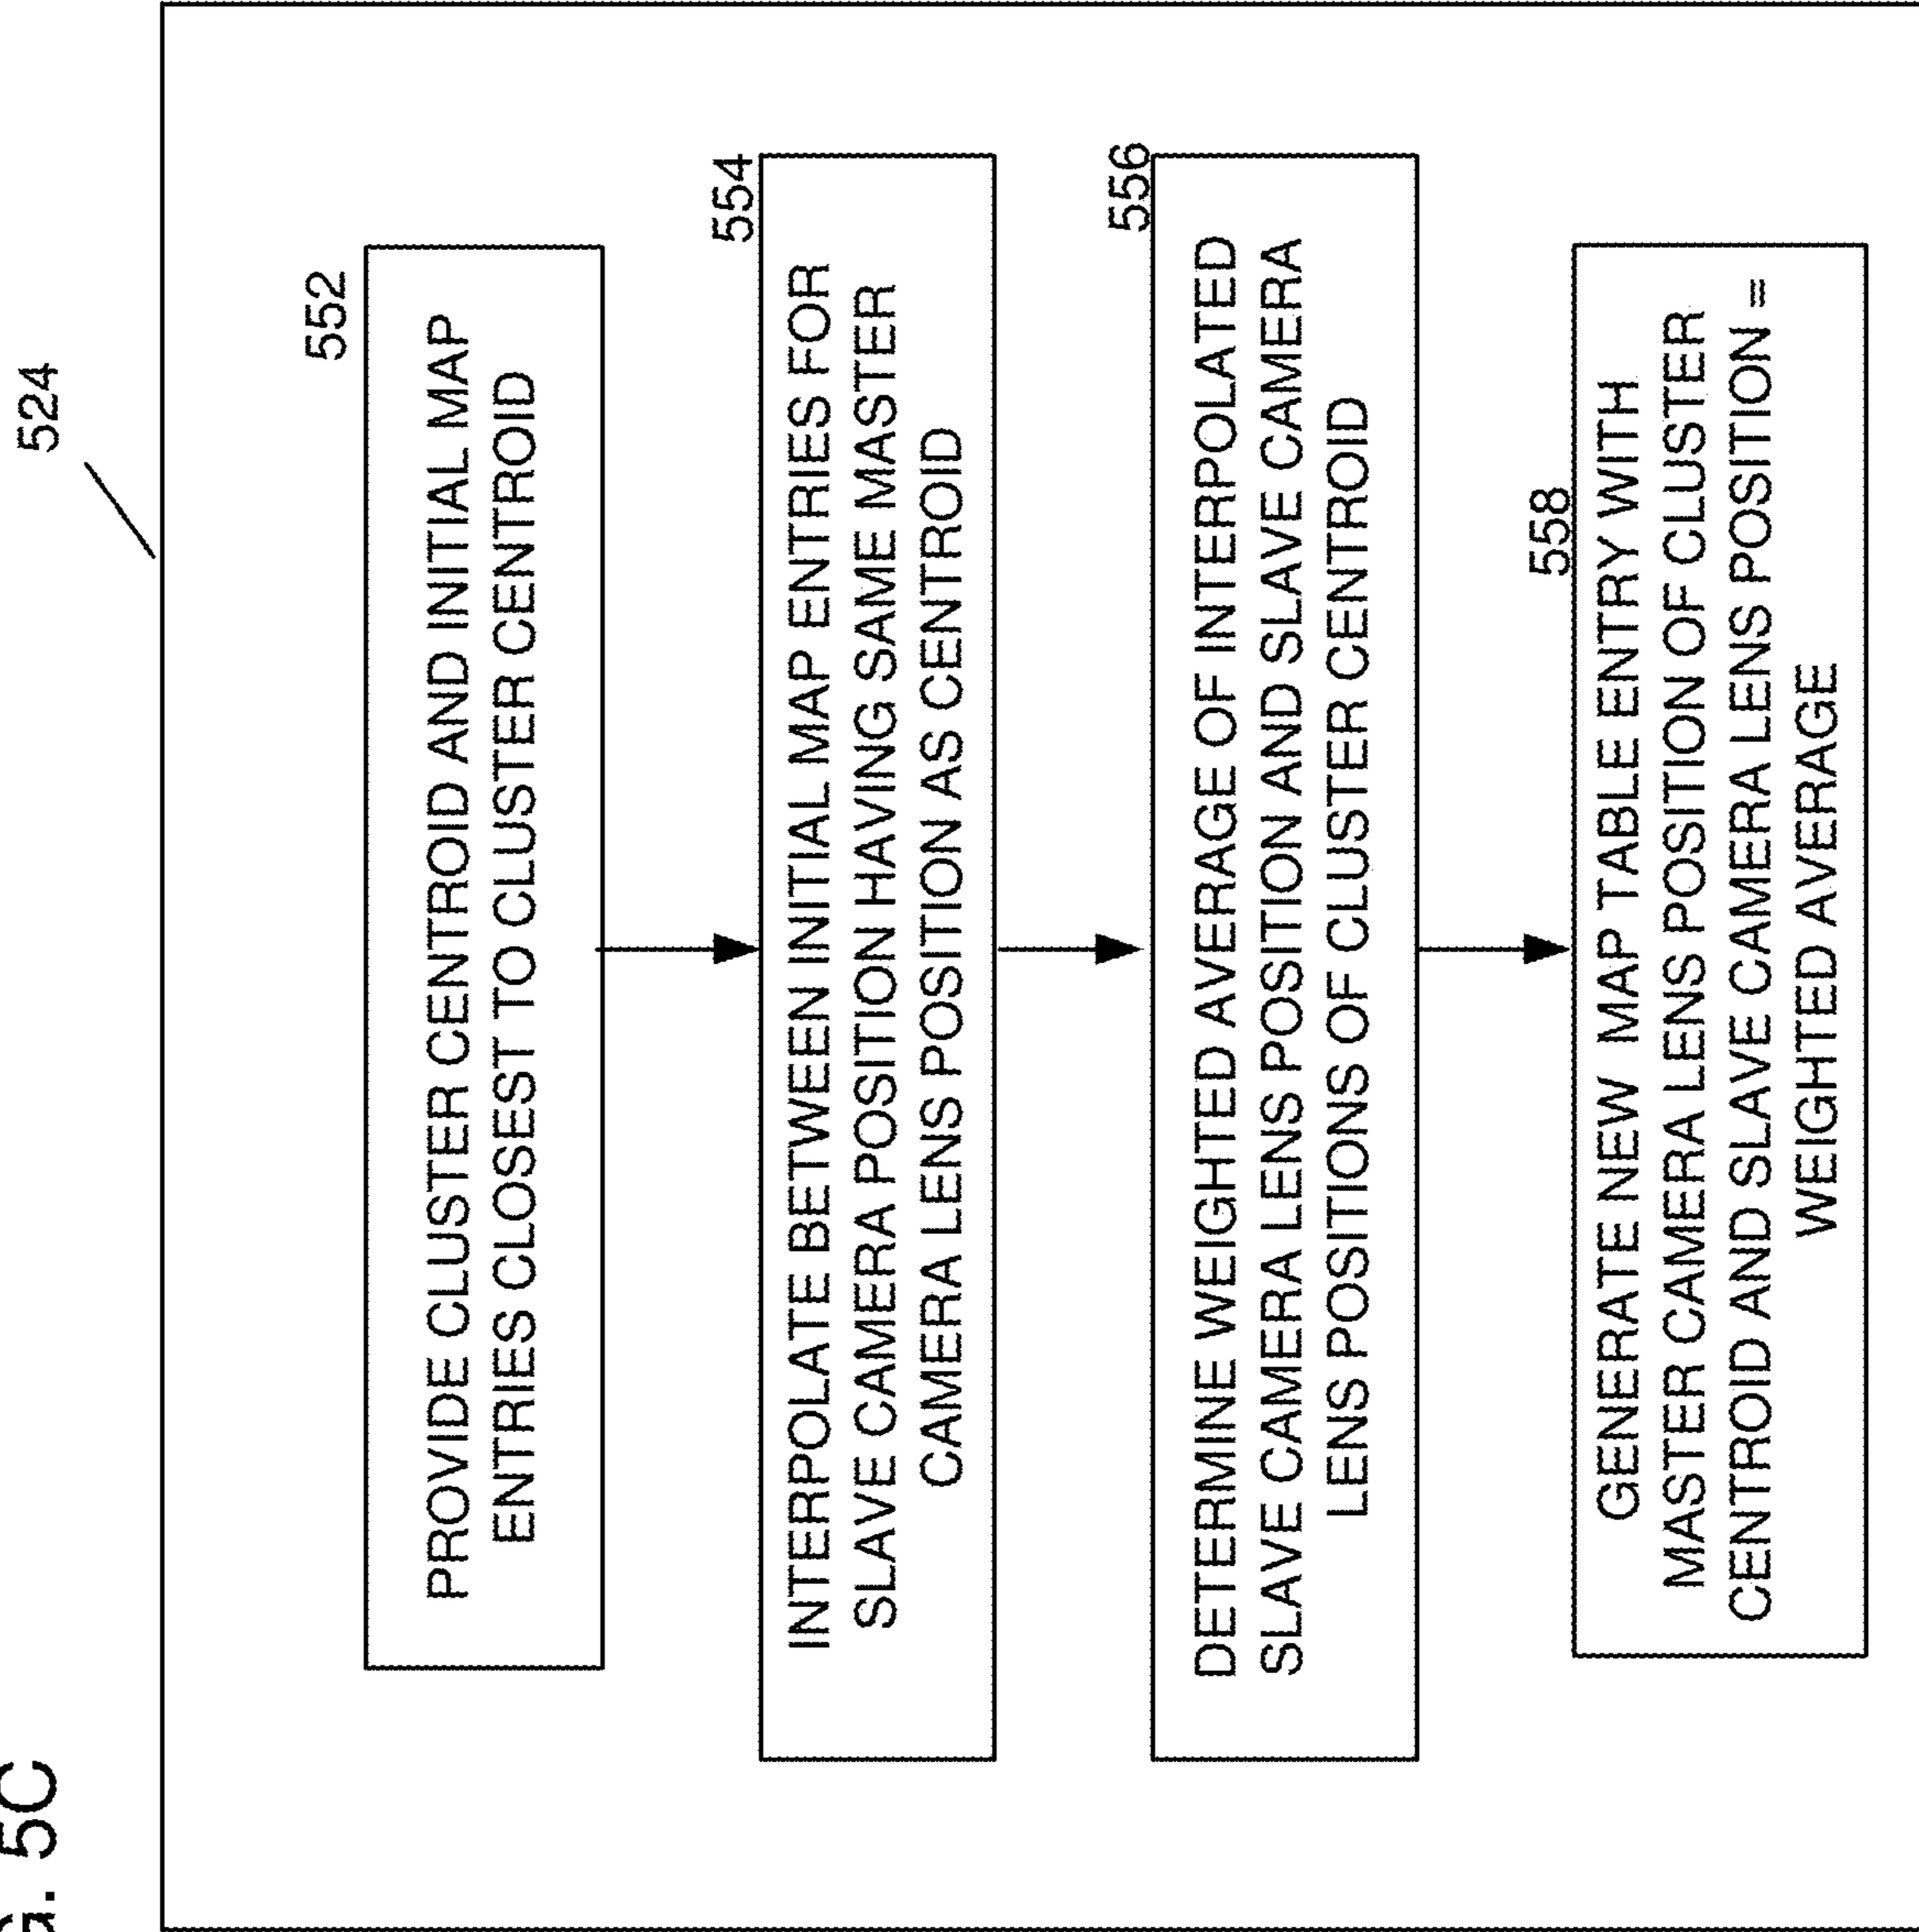 5C
524
552
PROVIDE CLUSTER CENTROID AND INITIAL MAP
ENTRIES CLOSEST TO CLUSTER CENTROID
554
INTERPOLATE BETWEEN INITIAL MAP ENTRIES FOR
SLAVE CAMERA POSITION HAVING SAME MASTER
CAMERA LENS POSITION AS CENTROID
556
DETERMINE WEIGHTED AVERAGE OF INTERPOLATED
SLAVE CAMERA LENS POSITION AND SLAVE CAMERA
LENS POSITIONS OF CLUSTER CENTROID
558
GENERATE NEW MAP TABLE ENTRY WITH
MASTER CAMERA LENS POSITION OF CLUSTER
CENTROID AND SLAVE CAMERA LENS POSITION =
WEIGHTED AVERAGE